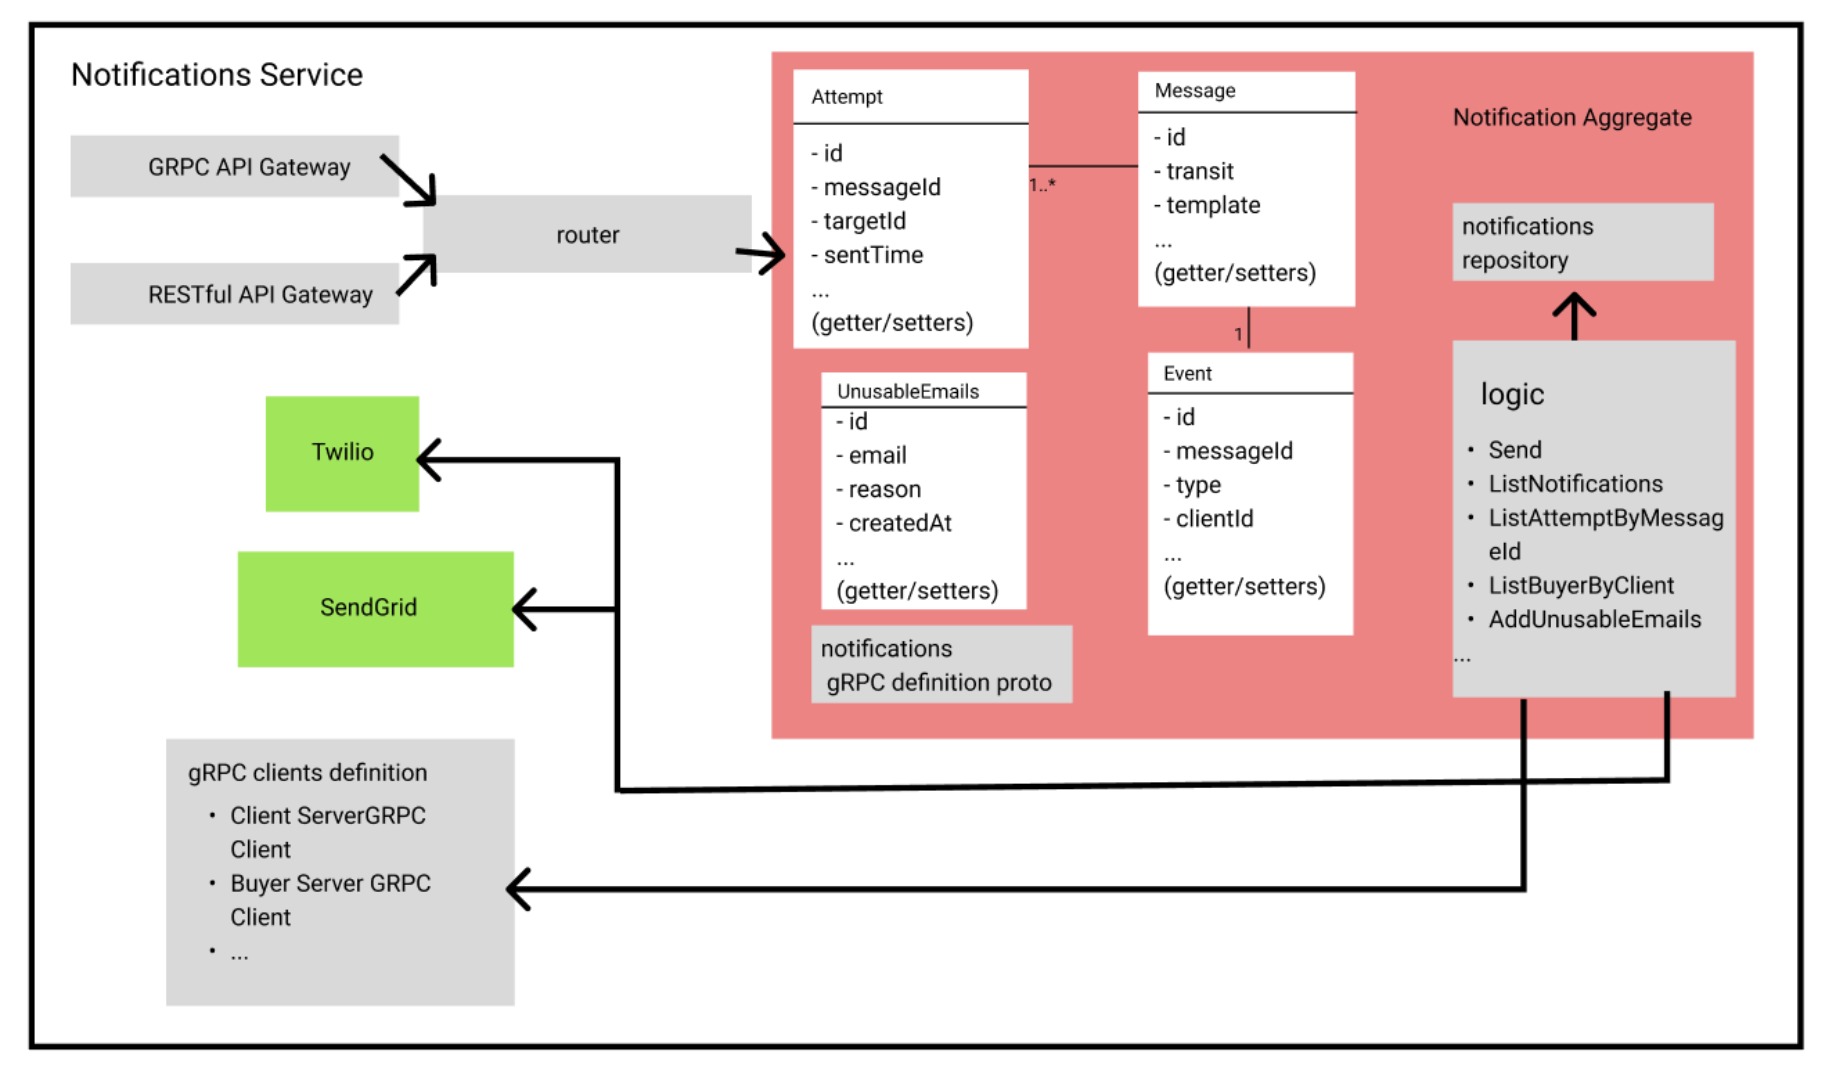 Notifications Service
GRPC API Gateway
RESTful API Gateway
router
Attempt
- id
- messageId
- targetId
- sentTime
...
(getter/setters)
1..*
Message
- id
- transit
- template
...
(getter/setters)
1
Notification Aggregate
notifications
repository
UnusableEmails
- id
- email
- reason
- createdAt
...
(getter/setters)
Event
- id
- messageId
- type
- clientId
...
(getter/setters)
logic
• Send
• ListNotifications
• ListAttemptByMessag
eId
• ListBuyerByClient
• AddUnusableEmails
...
notifications
gRPC definition proto
Twilio
SendGrid
gRPC clients definition
• Client ServerGRPC
Client
• Buyer Server GRPC
Client
• ...